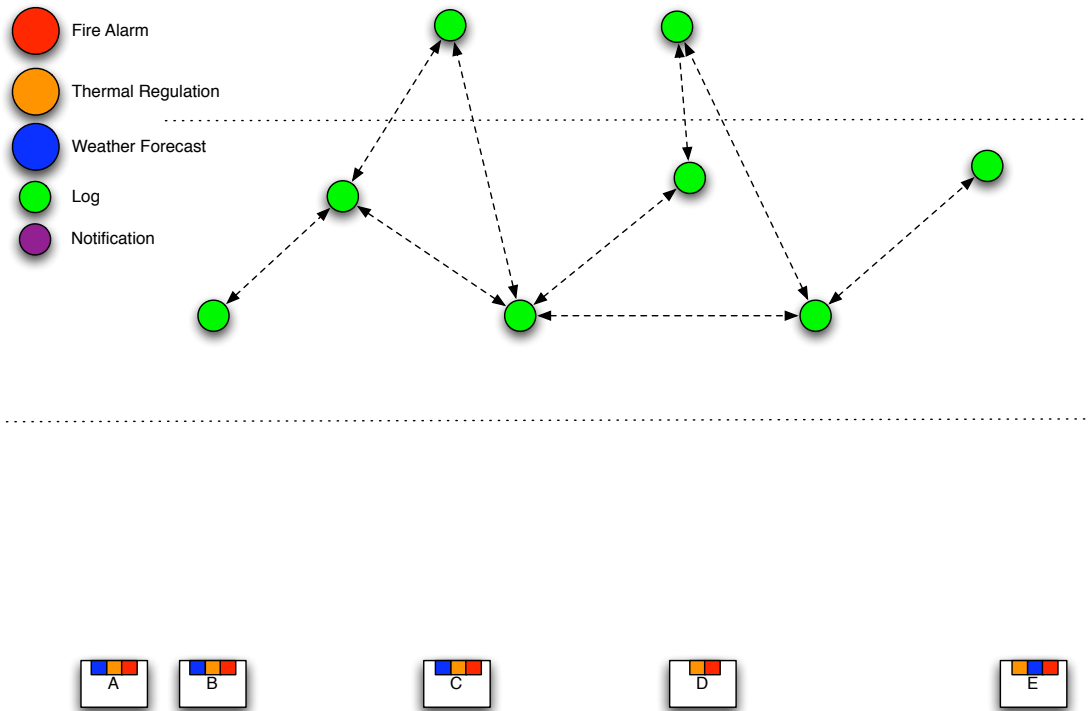 Fire Alarm
Thermal Regulation
Weather Forecast
Log
Notification
A
B
C
D
E